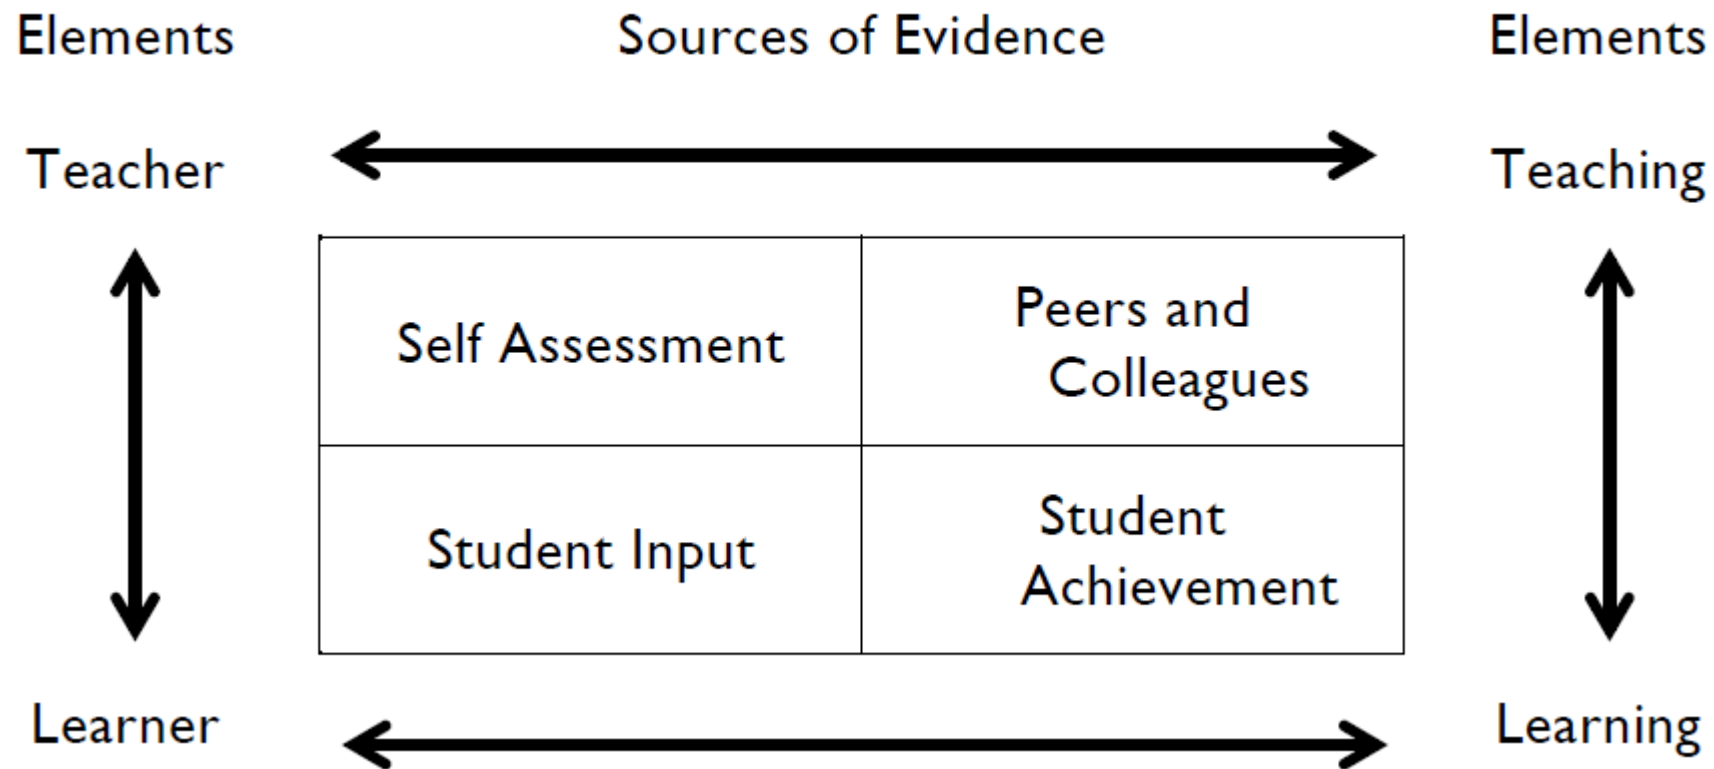 Elements Sources of Evidence Elements
Teacher Teaching
Self Assessment
Peers and
Colleagues
Student Input
Student
Achievement
Learner Learning